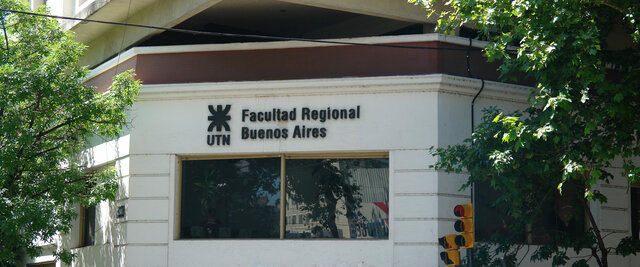 Facultad Regional
Buenos Aires
UTN